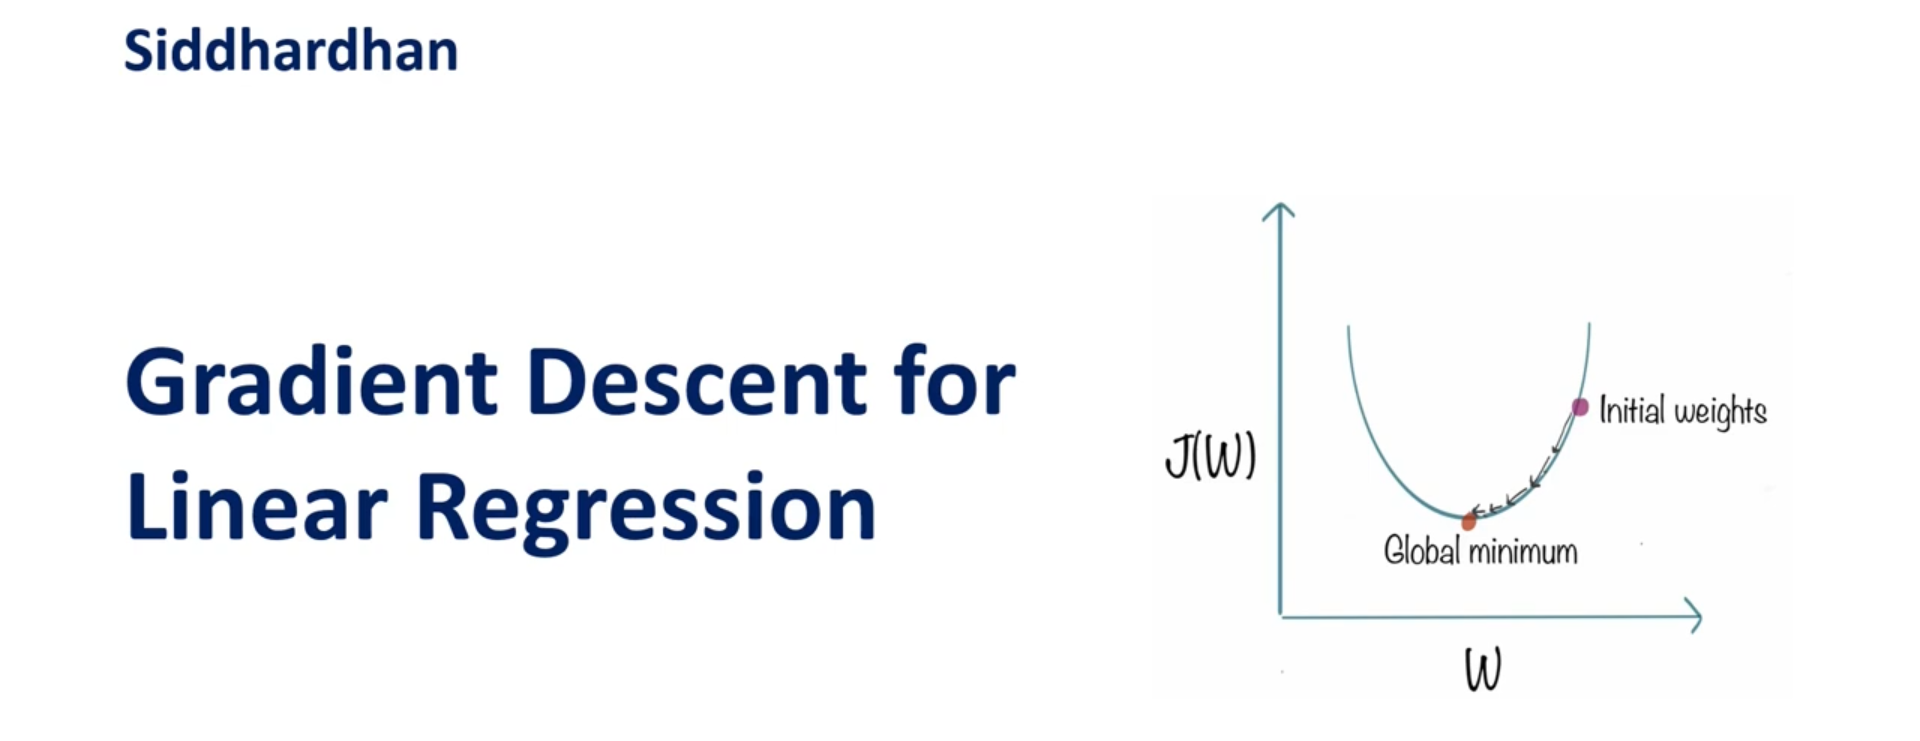 Siddhardhan
Gradient Descent for
Linear Regression
J(W)
Initial weights
Global minimum
W